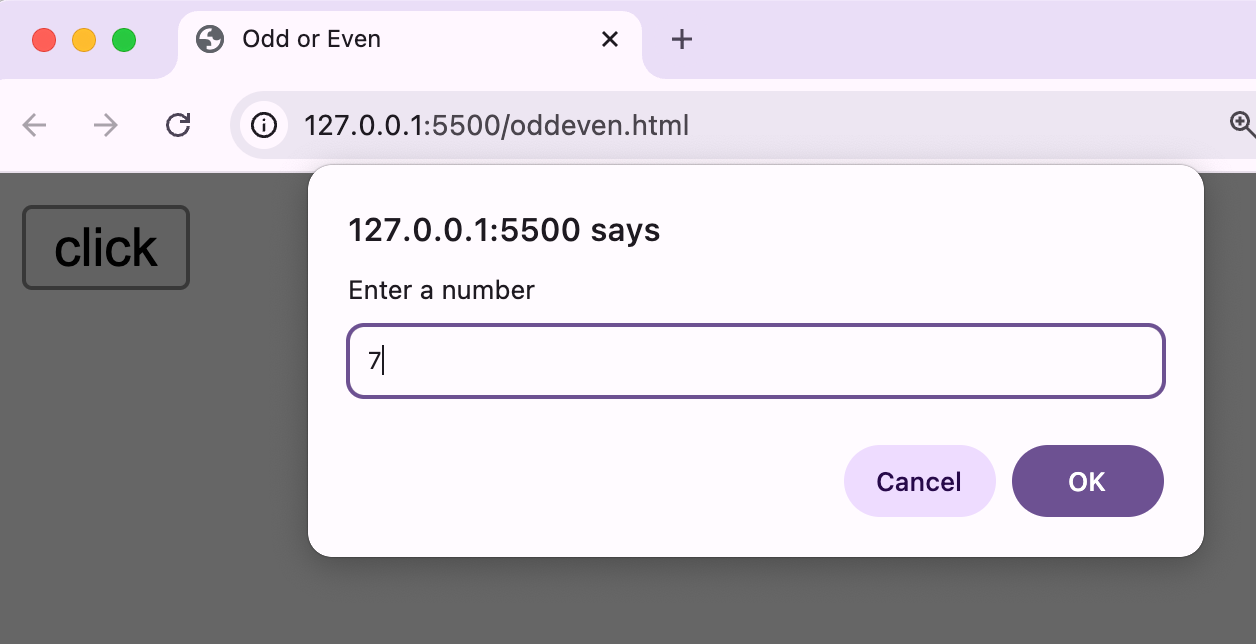 Odd or Even
127.0.0.1:5500/oddeven.html
click
127.0.0.1:5500 says
Enter a number
7
Cancel OK